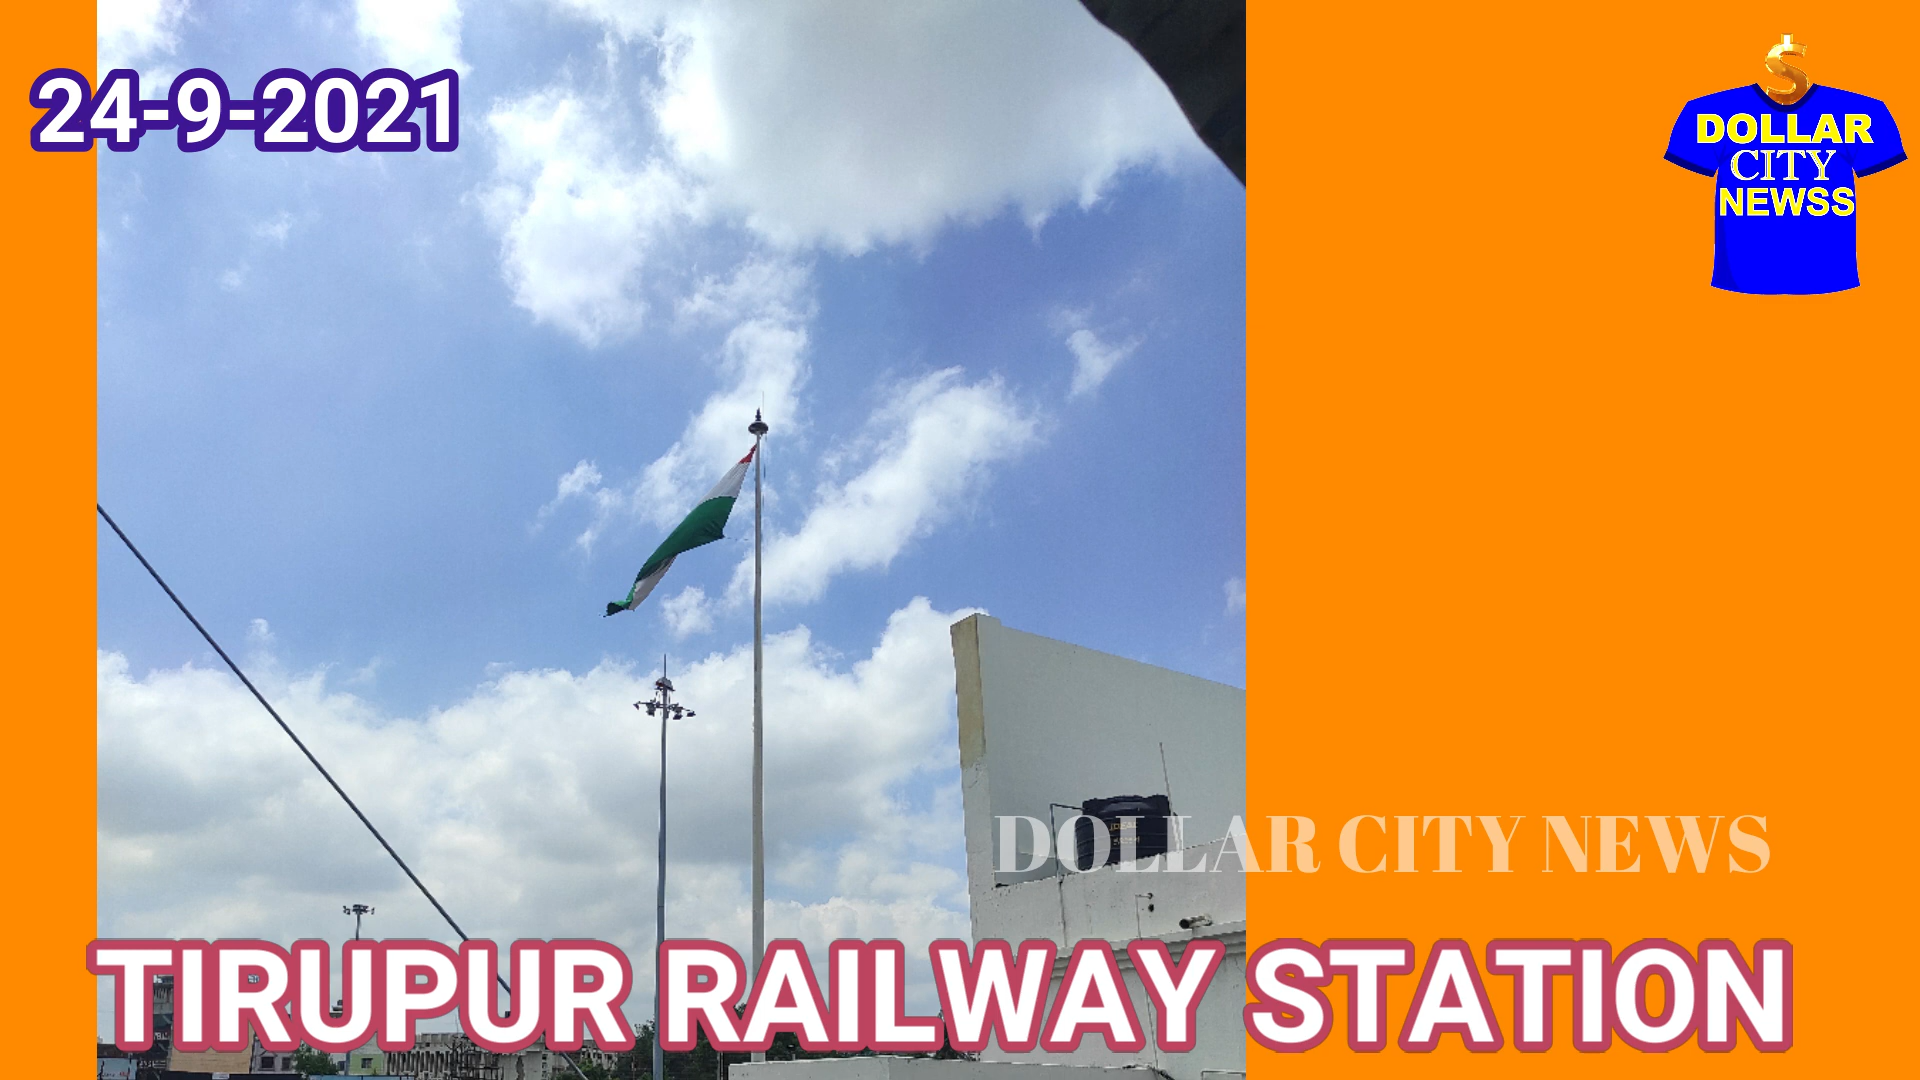 24-9-2021
$
DOLLAR
CITY
NEWSS
DOLLAR CITY NEWS
TIRUPUR RAILWAY STATION